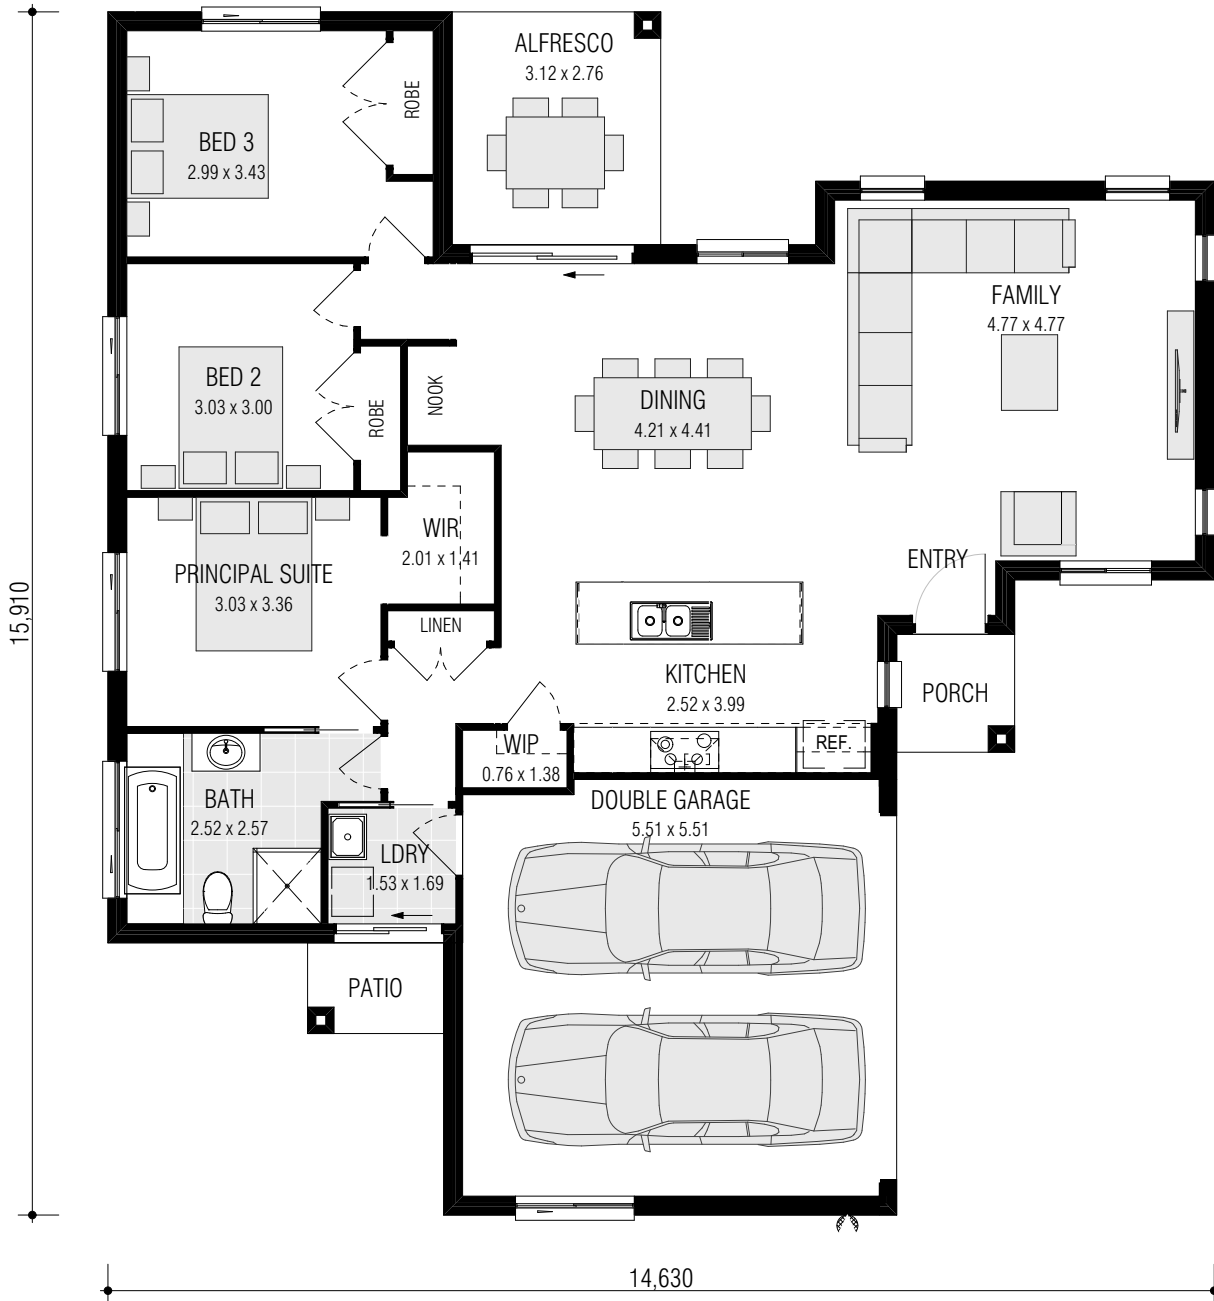 ALFRESCO
3.12 x 2.76
ROBE
BED 3
2.99 x 3.43
FAMILY
4.77 x 4.77
BED 2
3.03 x 3.00
ROBE
NOOK
DINING
4.21 x 4.41
WIR
2.01 x 1.41
PRINCIPAL SUITE
3.03 x 3.36
ENTRY
15,910
LINEN
KITCHEN
2.52 x 3.99
PORCH
WIP
0.76 x 1.38
REF.
BATH
2.52 x 2.57
DOUBLE GARAGE
5.51 x 5.51
LDRY
1.53 x 1.69
PATIO
14,630